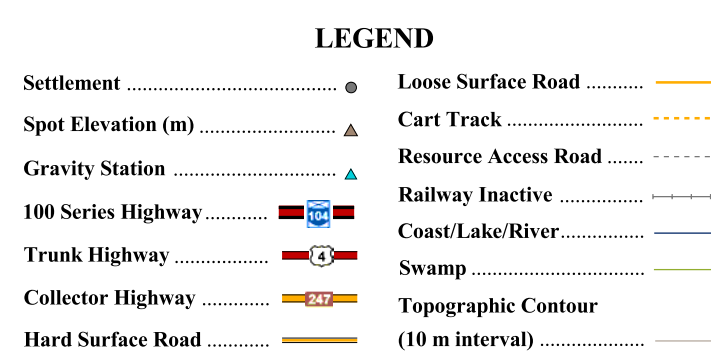 LEGEND
Settlement ...................................................
Spot Elevation (m) .................................
Gravity Station .......................................
100 Series Highway............ 104
Trunk Highway ................. 4
Collector Highway ............ 247
Hard Surface Road ...........
Loose Surface Road ..........
Cart Track ........................
Resource Access Road .......
Railway Inactive ...............
Coast/Lake/River...............
Swamp ................................
Topographic Contour
(10 m interval) ...................